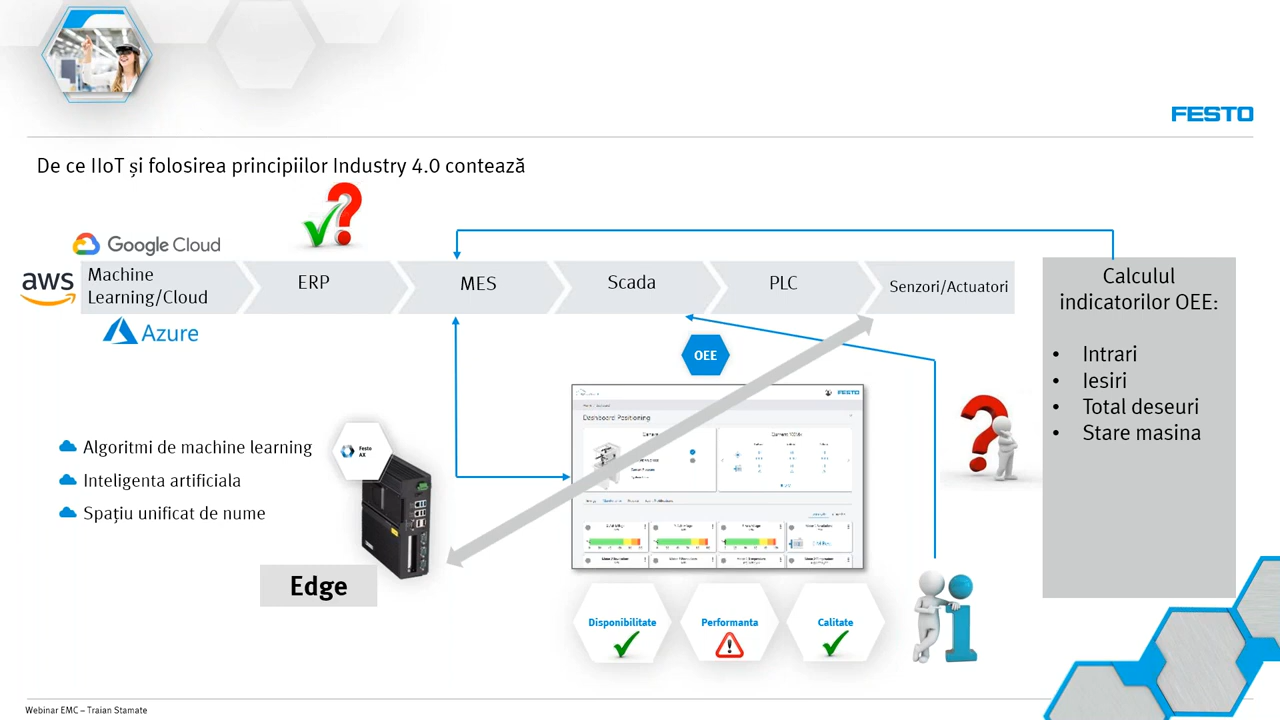 FESTO
De ce IIoT și folosirea principiilor Industry 4.0 contează
Google Cloud
aws
Machine
Learning/Cloud
ERP
MES
Scada
PLC
Senzori/Actuatori
Azure
Calculul
indicatorilor OEE:
• Intrari
• Iesiri
• Total deseuri
• Stare masina
OEE
FESTO
Dashboard Positioning
Algoritmi de machine learning
Inteligenta artificiala
Spațiu unificat de nume
Festo
AX
Edge
Disponibilitate
Performanta
Calitate
Webinar EMC – Traian Stamate